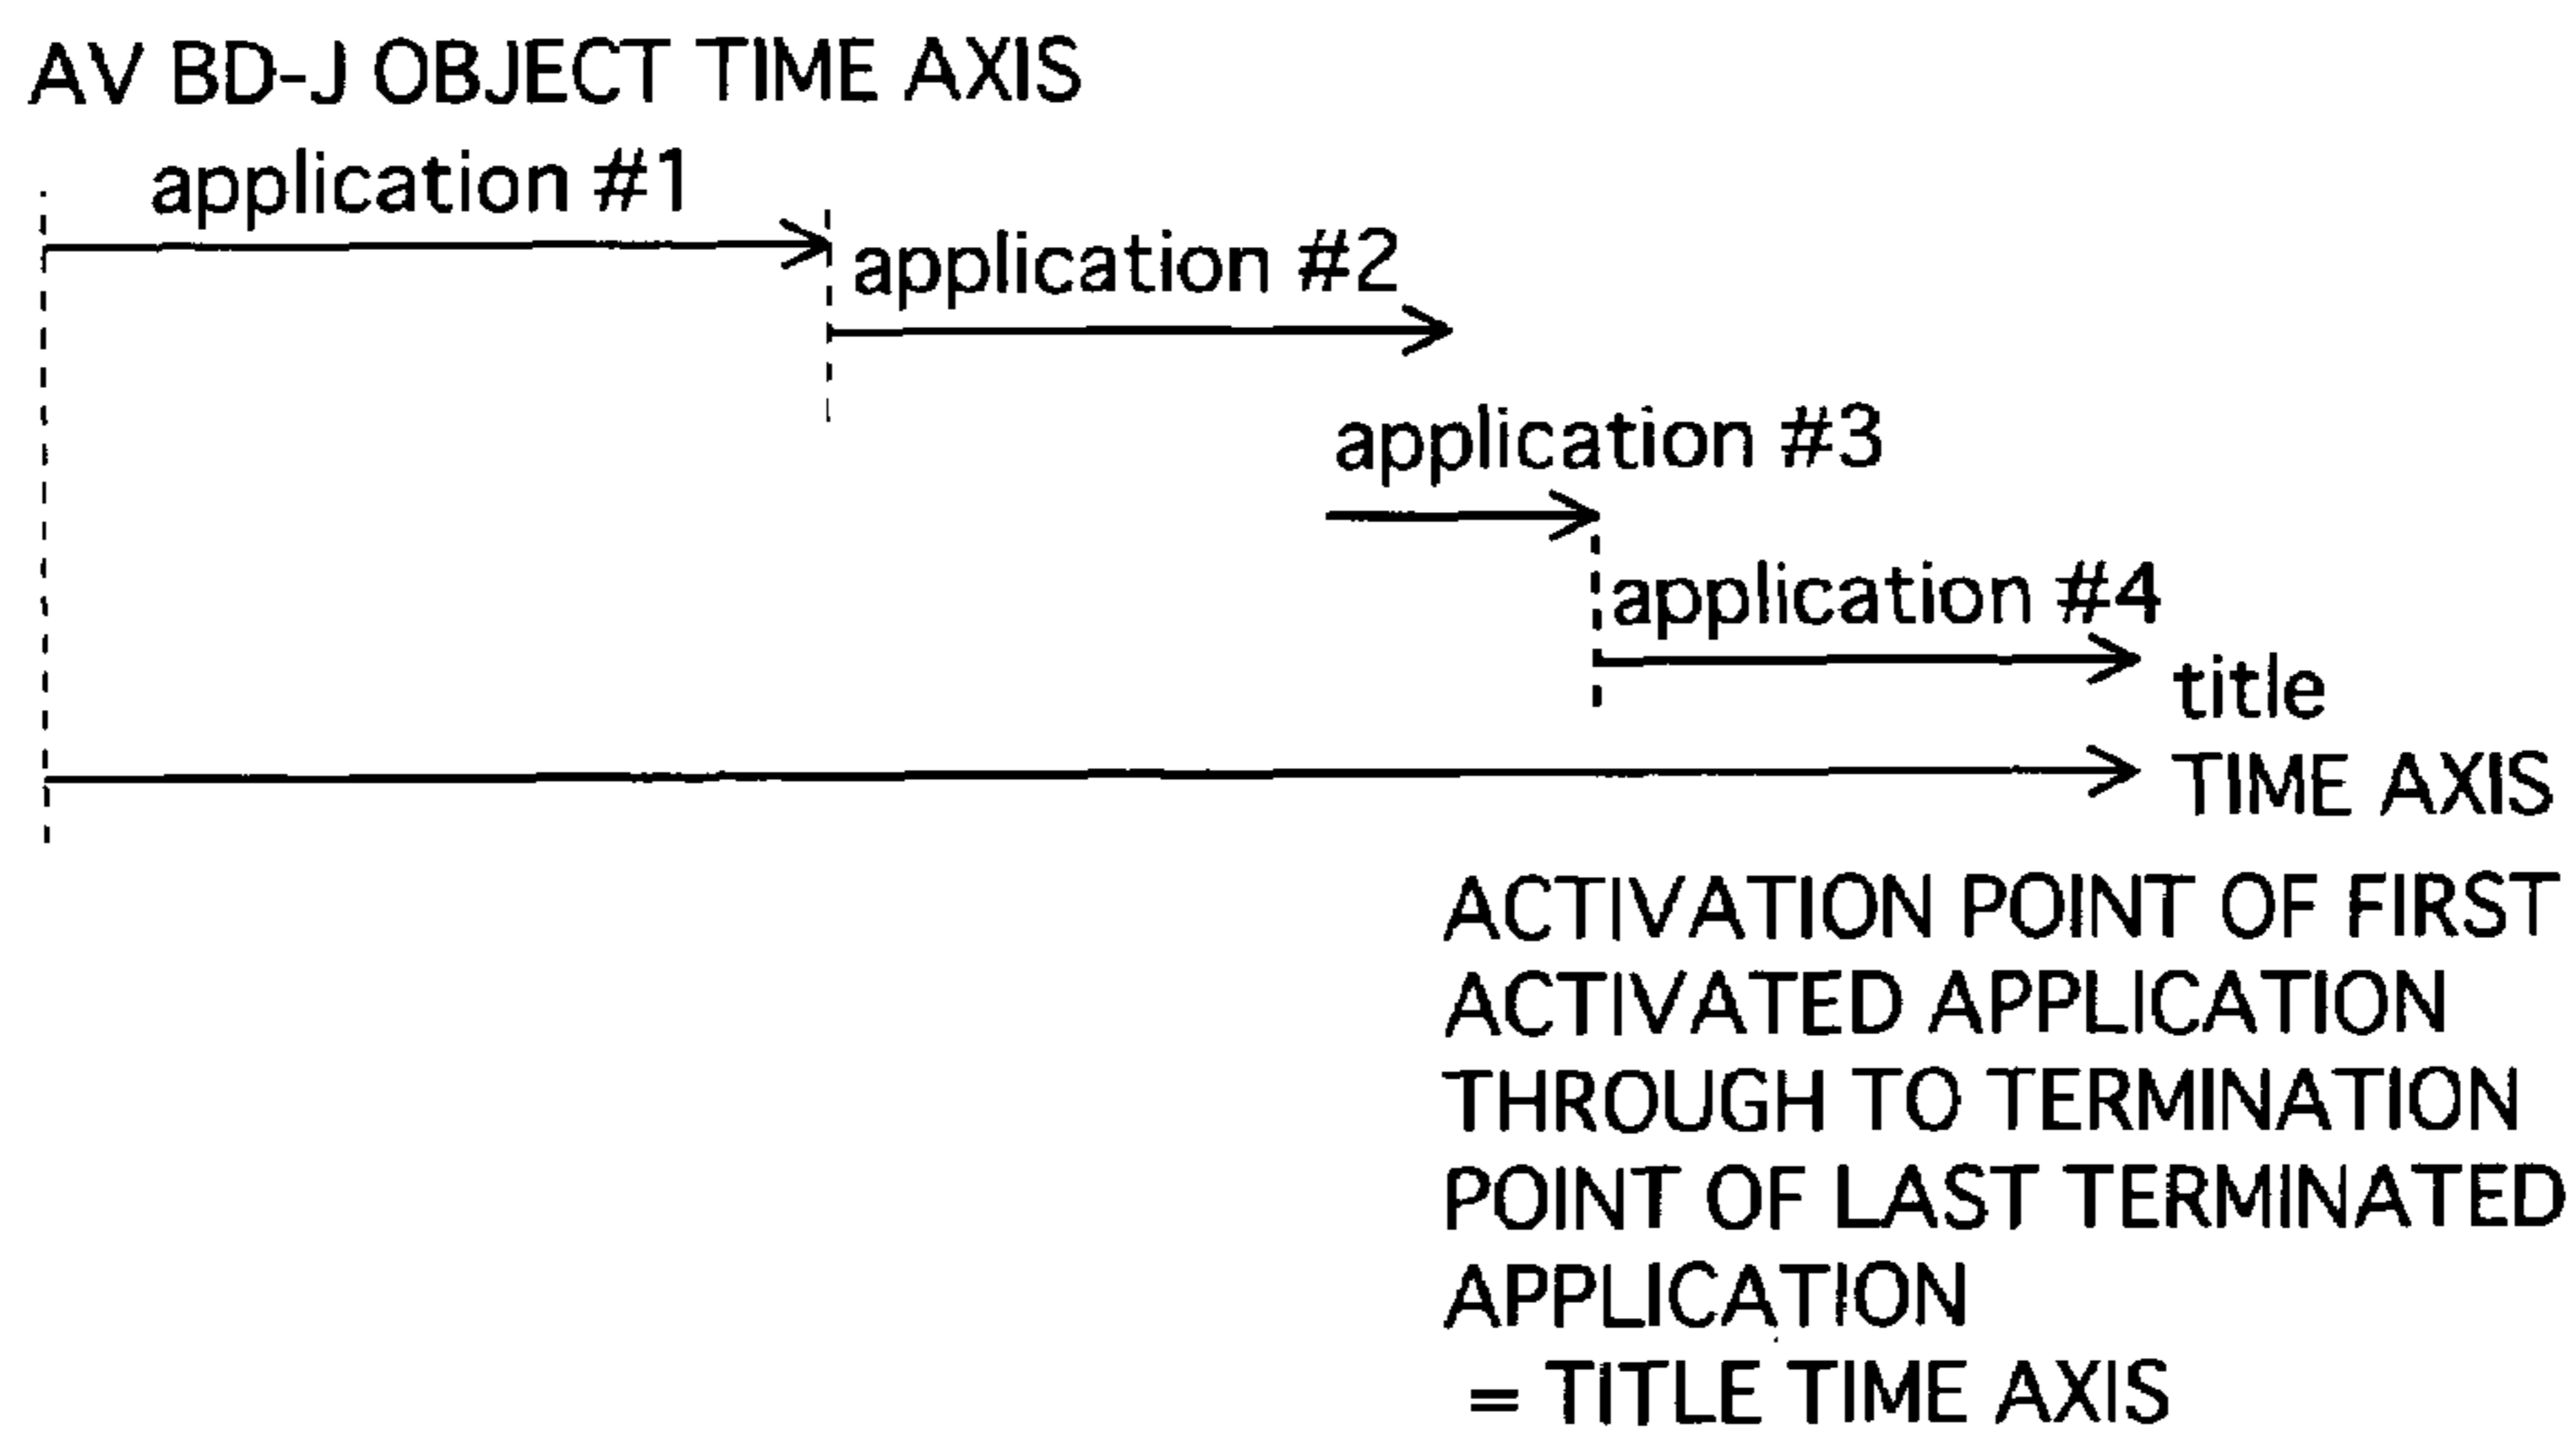 AV BD-J OBJECT TIME AXIS
application #1
application #2
application #3
application #4
title
TIME AXIS
ACTIVATION POINT OF FIRST
ACTIVATED APPLICATION
THROUGH TO TERMINATION
POINT OF LAST TERMINATED
APPLICATION
= TITLE TIME AXIS